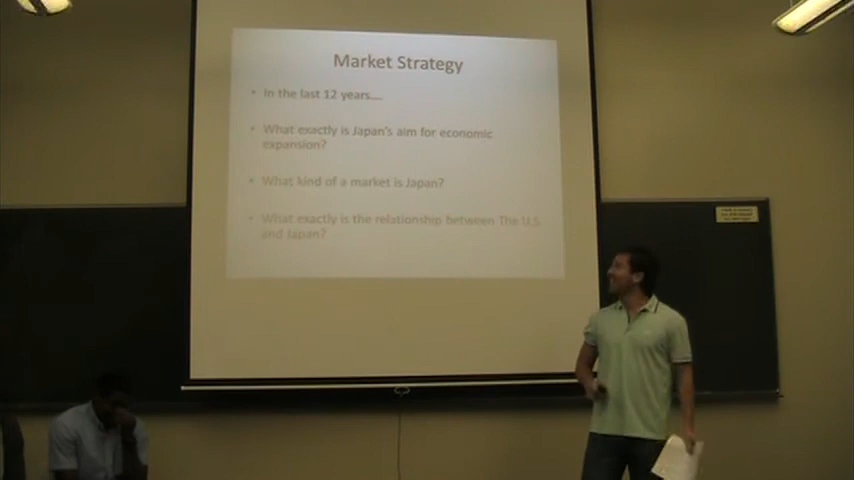 Market Strategy
• In the last 12 years....
• What exactly is Japan's aim for economic
expansion?
• What kind of a market is Japan?
• What exactly is the relationship between The U.S
and Japan?